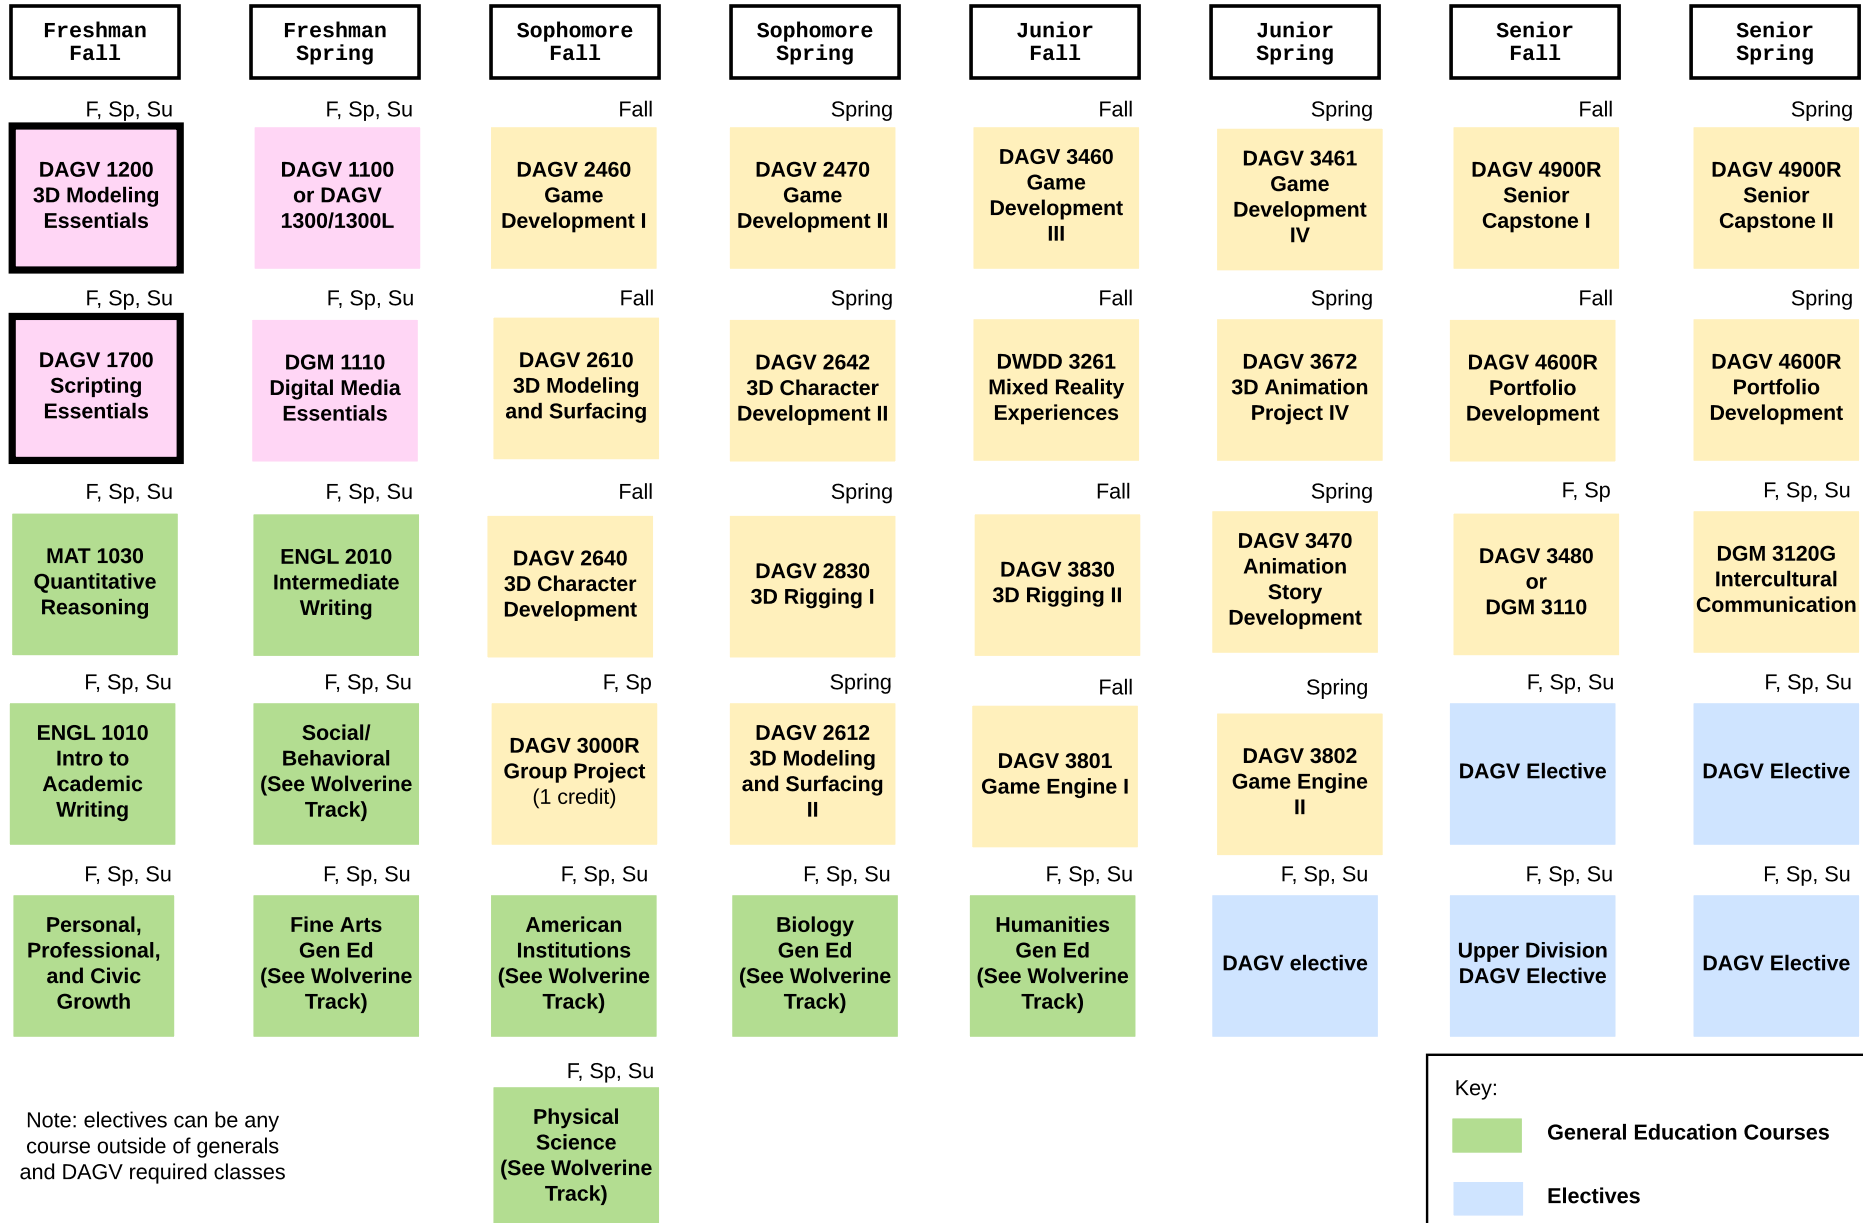 Freshman
Fall
Freshman
Spring
Sophomore
Fall
Sophomore
Spring
Junior
Fall
Junior
Spring
Senior
Fall
Senior
Spring
F, Sp, Su
DAGV 1200
3D Modeling
Essentials
F, Sp, Su
DAGV 1100
or DAGV
1300/1300L
Fall
DAGV 2460
Game
Development I
Spring
DAGV 2470
Game
Development II
Fall
DAGV 3460
Game
Development
III
Spring
DAGV 3461
Game
Development
IV
Fall
DAGV 4900R
Senior
Capstone I
Spring
DAGV 4900R
Senior
Capstone II
F, Sp, Su
DAGV 1700
Scripting
Essentials
F, Sp, Su
DGM 1110
Digital Media
Essentials
Fall
DAGV 2610
3D Modeling
and Surfacing
Spring
DAGV 2642
3D Character
Development II
Fall
DWDD 3261
Mixed Reality
Experiences
Spring
DAGV 3672
3D Animation
Project IV
Fall
DAGV 4600R
Portfolio
Development
Spring
DAGV 4600R
Portfolio
Development
F, Sp, Su
MAT 1030
Quantitative
Reasoning
F, Sp, Su
ENGL 2010
Intermediate
Writing
Fall
DAGV 2640
3D Character
Development
Spring
DAGV 2830
3D Rigging I
Fall
DAGV 3830
3D Rigging II
Spring
DAGV 3470
Animation
Story
Development
F, Sp
DAGV 3480
or
DGM 3110
F, Sp, Su
DGM 3120G
Intercultural
Communication
F, Sp, Su
ENGL 1010
Intro to
Academic
Writing
F, Sp, Su
Social/
Behavioral
(See Wolverine
Track)
F, Sp
DAGV 3000R
Group Project
(1 credit)
Spring
DAGV 2612
3D Modeling
and Surfacing
II
Fall
DAGV 3801
Game Engine I
Spring
DAGV 3802
Game Engine
II
F, Sp, Su
DAGV Elective
F, Sp, Su
DAGV Elective
F, Sp, Su
Personal,
Professional,
and Civic
Growth
F, Sp, Su
Fine Arts
Gen Ed
(See Wolverine
Track)
F, Sp, Su
American
Institutions
(See Wolverine
Track)
F, Sp, Su
Biology
Gen Ed
(See Wolverine
Track)
F, Sp, Su
Humanities
Gen Ed
(See Wolverine
Track)
F, Sp, Su
DAGV elective
F, Sp, Su
Upper Division
DAGV Elective
F, Sp, Su
DAGV Elective
F, Sp, Su
Physical
Science
(See Wolverine
Track)
Note: electives can be any
course outside of generals
and DAGV required classes
Key:
General Education Courses
Electives